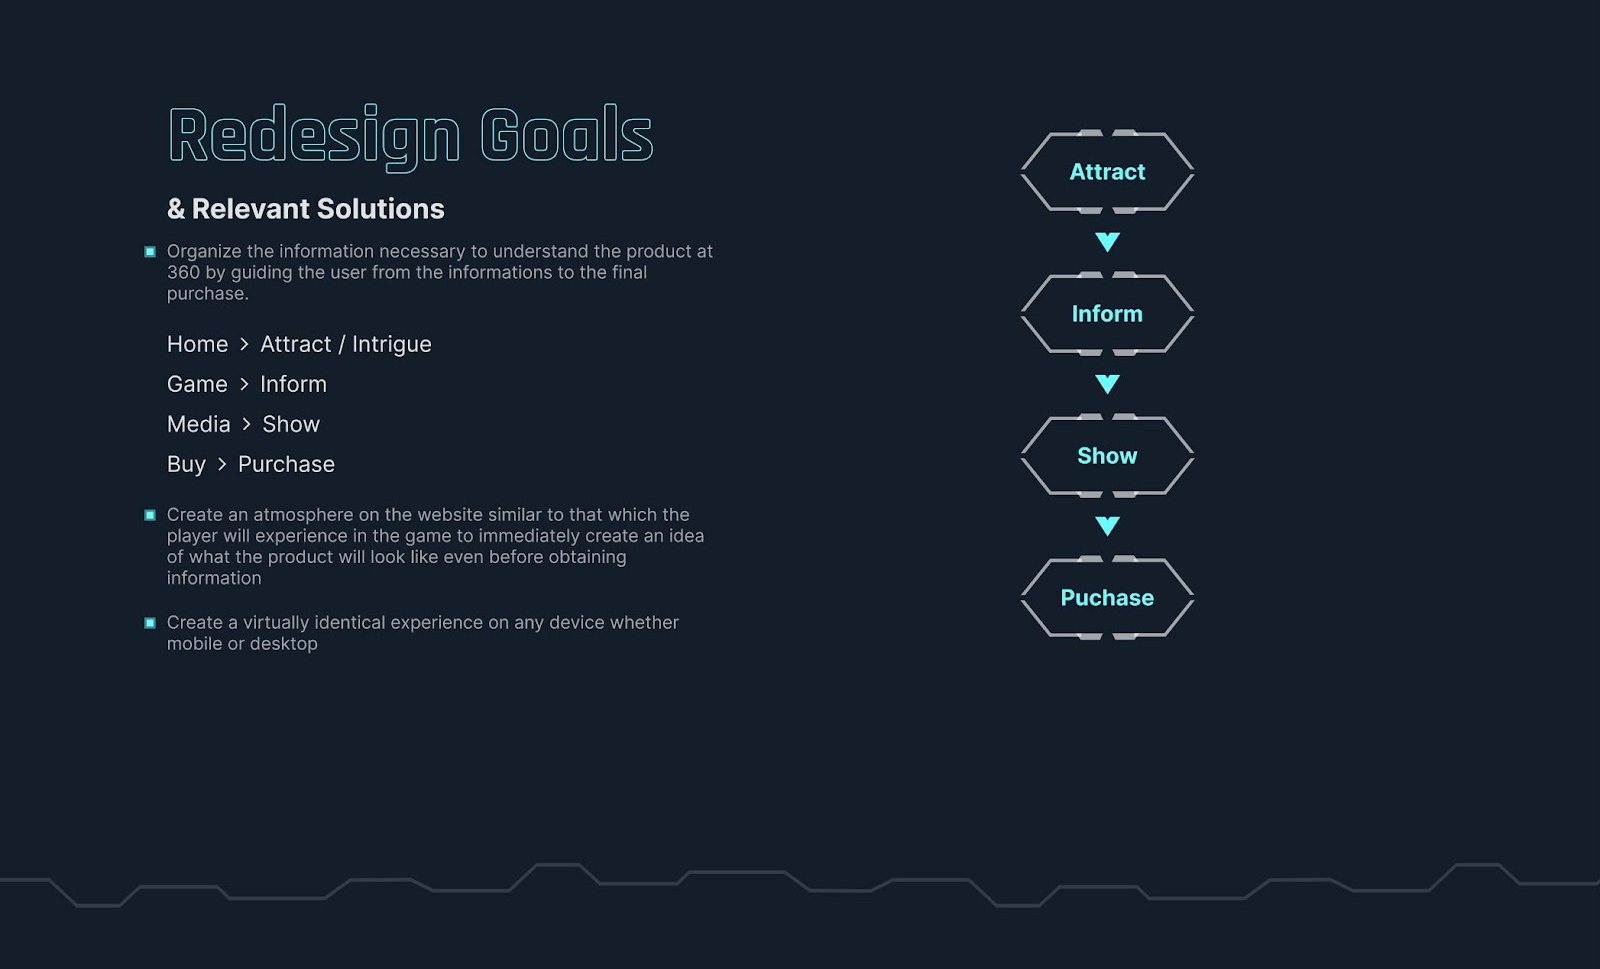 Redesign Goals
& Relevant Solutions
Organize the information necessary to understand the product at
360 by guiding the user from the informations to the final
purchase.
Home > Attract / Intrigue
Game > Inform
Media > Show
Buy > Purchase
Create an atmosphere on the website similar to that which the
player will experience in the game to immediately create an idea
of what the product will look like even before obtaining
information
Create a virtually identical experience on any device whether
mobile or desktop
Attract
Inform
Show
Puchase